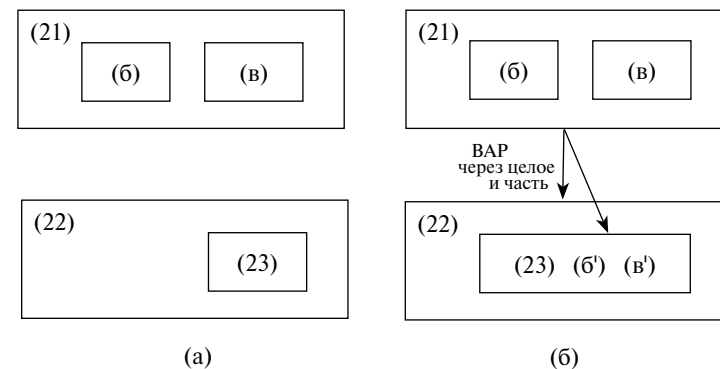 (21)
(б) (в)
(22)
(23)
(а)
(21)
(б) (в)
ВАР
через целое
и часть
(22)
(23) (б') (в')
(б)